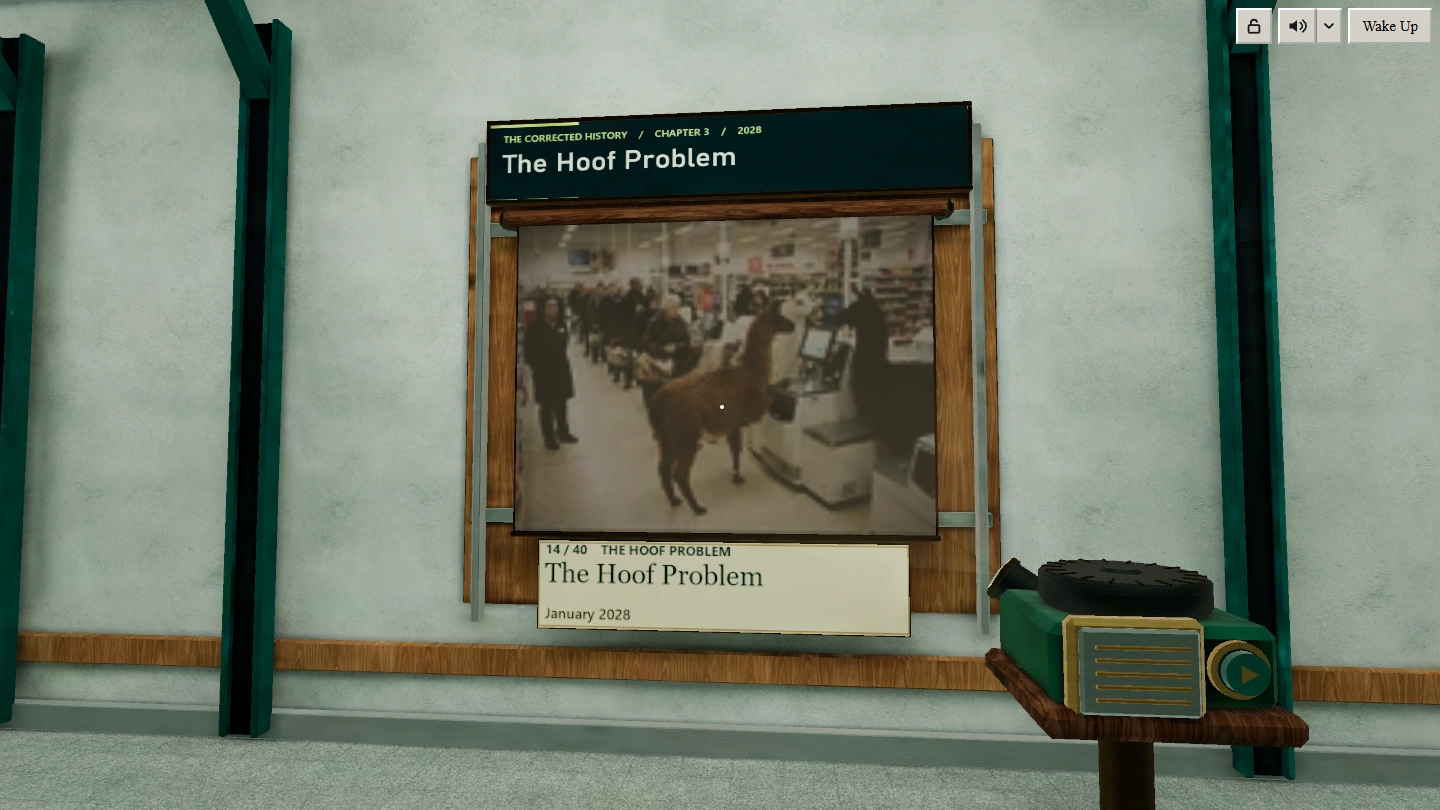 Wake Up
THE CORRECTED HISTORY / CHAPTER 3 / 2028
The Hoof Problem
14 / 40 THE HOOF PROBLEM
The Hoof Problem
January 2028